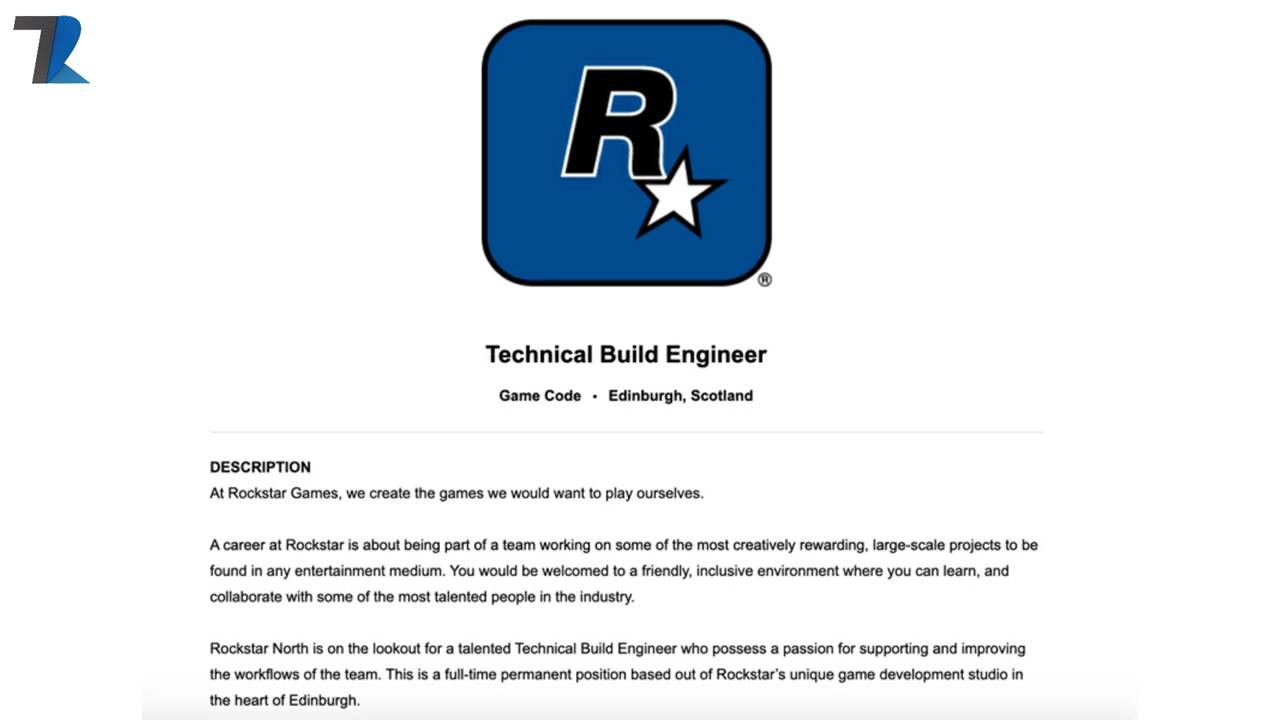 R
R
®
Technical Build Engineer
Game Code • Edinburgh, Scotland
DESCRIPTION
At Rockstar Games, we create the games we would want to play ourselves.
A career at Rockstar is about being part of a team working on some of the most creatively rewarding, large-scale projects to be
found in any entertainment medium. You would be welcomed to a friendly, inclusive environment where you can learn, and
collaborate with some of the most talented people in the industry.
Rockstar North is on the lookout for a talented Technical Build Engineer who possess a passion for supporting and improving
the workflows of the team. This is a full-time permanent position based out of Rockstar’s unique game development studio in
the heart of Edinburgh.